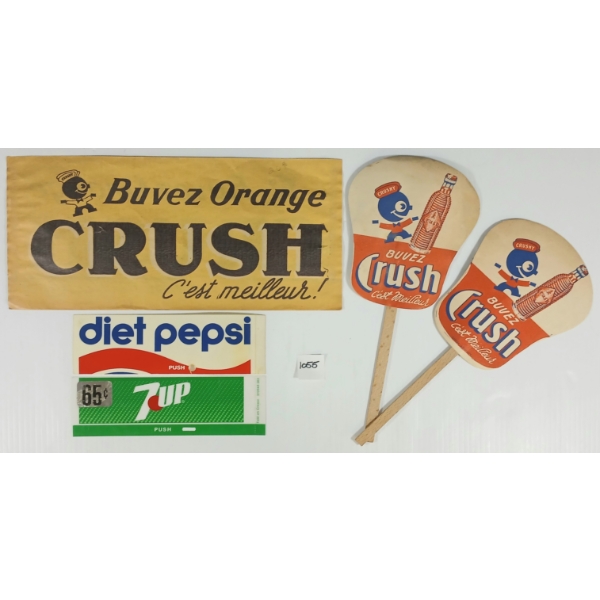 Buvez Orange
CRUSH
C'est meilleur!
CRUSHY
BUVEZ
Crush
C'est Meilleur!
CRUSHY
BUVEZ
Crush
C'est Meilleur!
diet pepsi
PUSH
65¢
7UP
PUSH
1055